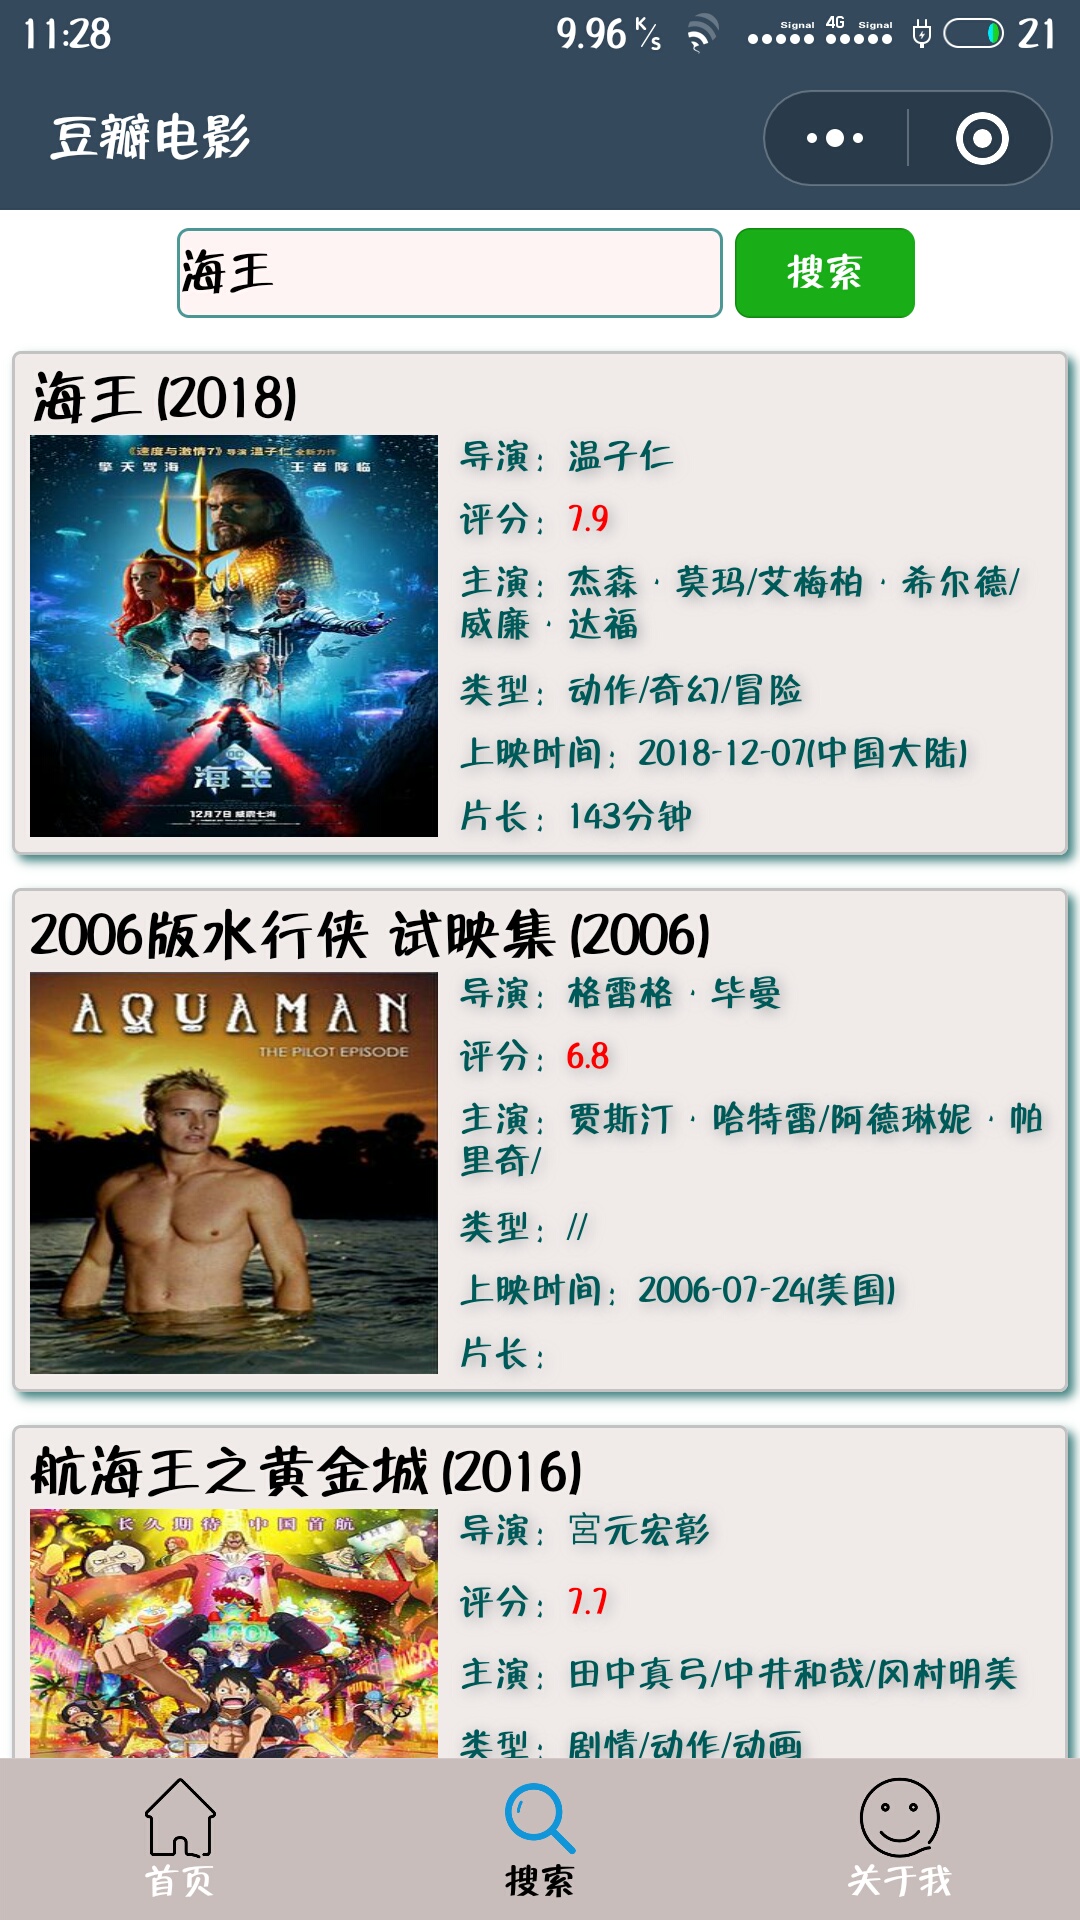 11:28
9.96 K/s
Signal 4G Signal
21
豆瓣电影
海王
搜索
海王 (2018)
《速度与激情7》导演 温子仁 全新力作
擎天驾海 王者降临
DC
海王
12月7日 威震七海
导演：温子仁
评分：7.9
主演：杰森·莫玛/艾梅柏·希尔德/
威廉·达福
类型：动作/奇幻/冒险
上映时间：2018-12-07(中国大陆)
片长：143分钟
2006版水行侠 试映集 (2006)
AQUAMAN
THE PILOT EPISODE
导演：格雷格·毕曼
评分：6.8
主演：贾斯汀·哈特雷/阿德琳妮·帕
里奇/
类型：//
上映时间：2006-07-24(美国)
片长：
航海王之黄金城 (2016)
长久期待 中国首航
导演：宮元宏彰
评分：7.7
主演：田中真弓/中井和哉/冈村明美
类型：剧情/动作/动画
首页
搜索
关于我